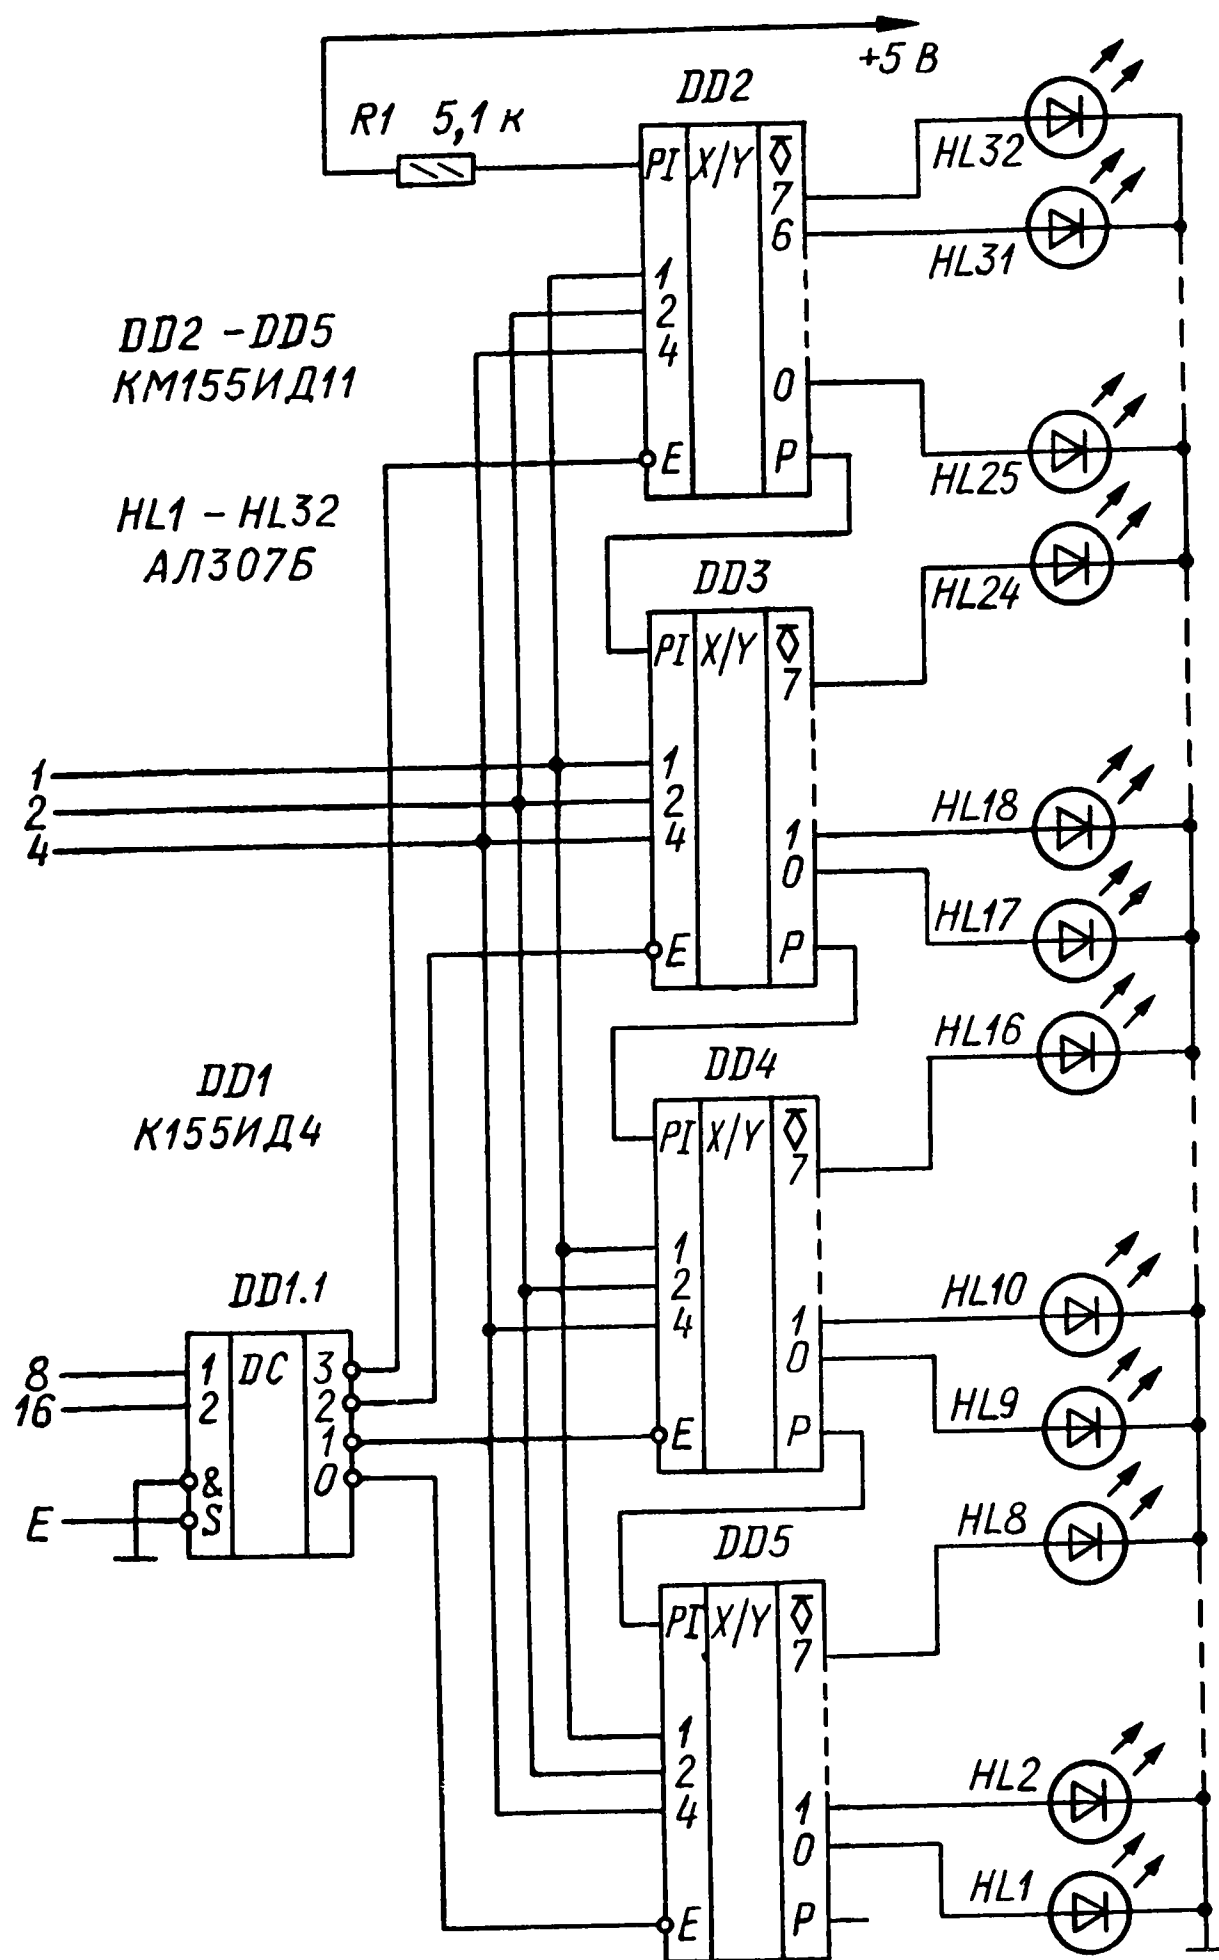 +5 В
DD2
R1 5,1 к
PI X/Y
7
6
1
2
4
0
E P
HL32
HL31
HL25
DD2 – DD5
КМ155ИД11
HL1 – HL32
АЛ307Б
DD3
PI X/Y
7
1
2
4
1
0
E P
HL24
HL18
HL17
1
2
4
DD1
К155ИД4
DD4
PI X/Y
7
1
2
4
1
0
E P
HL16
HL10
HL9
DD1.1
8
16
E
1 DC 3
2 2
1
& 0
S
DD5
PI X/Y
7
1
2
4
1
0
E P
HL8
HL2
HL1